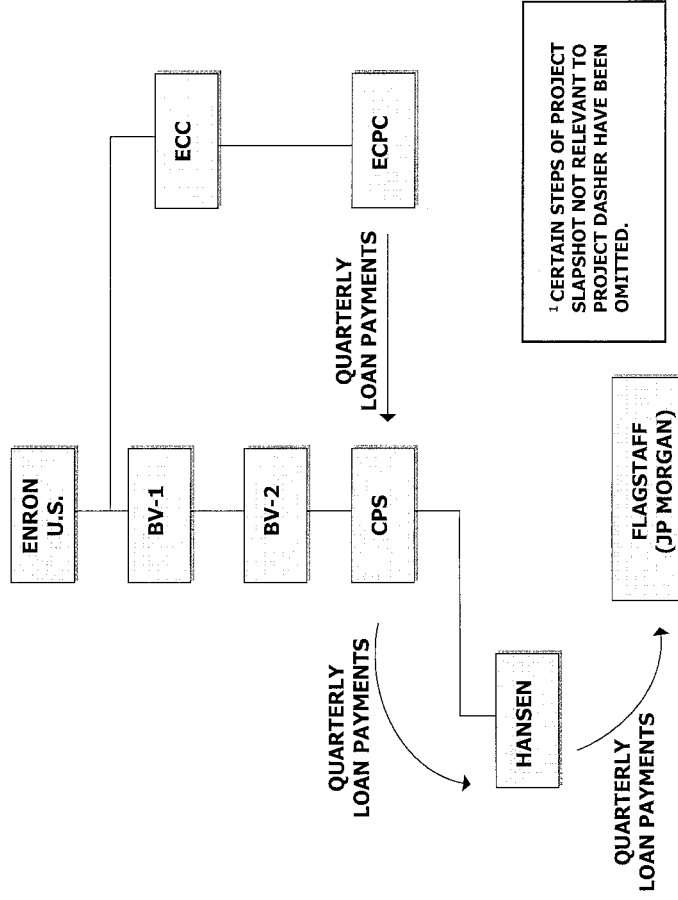 ENRON
U.S.
BV-1
ECC
BV-2
CPS
QUARTERLY
LOAN PAYMENTS
ECPC
QUARTERLY
LOAN PAYMENTS
HANSEN
QUARTERLY
LOAN PAYMENTS
FLAGSTAFF
(JP MORGAN)
¹ CERTAIN STEPS OF PROJECT
SLAPSHOT NOT RELEVANT TO
PROJECT DASHER HAVE BEEN
OMITTED.